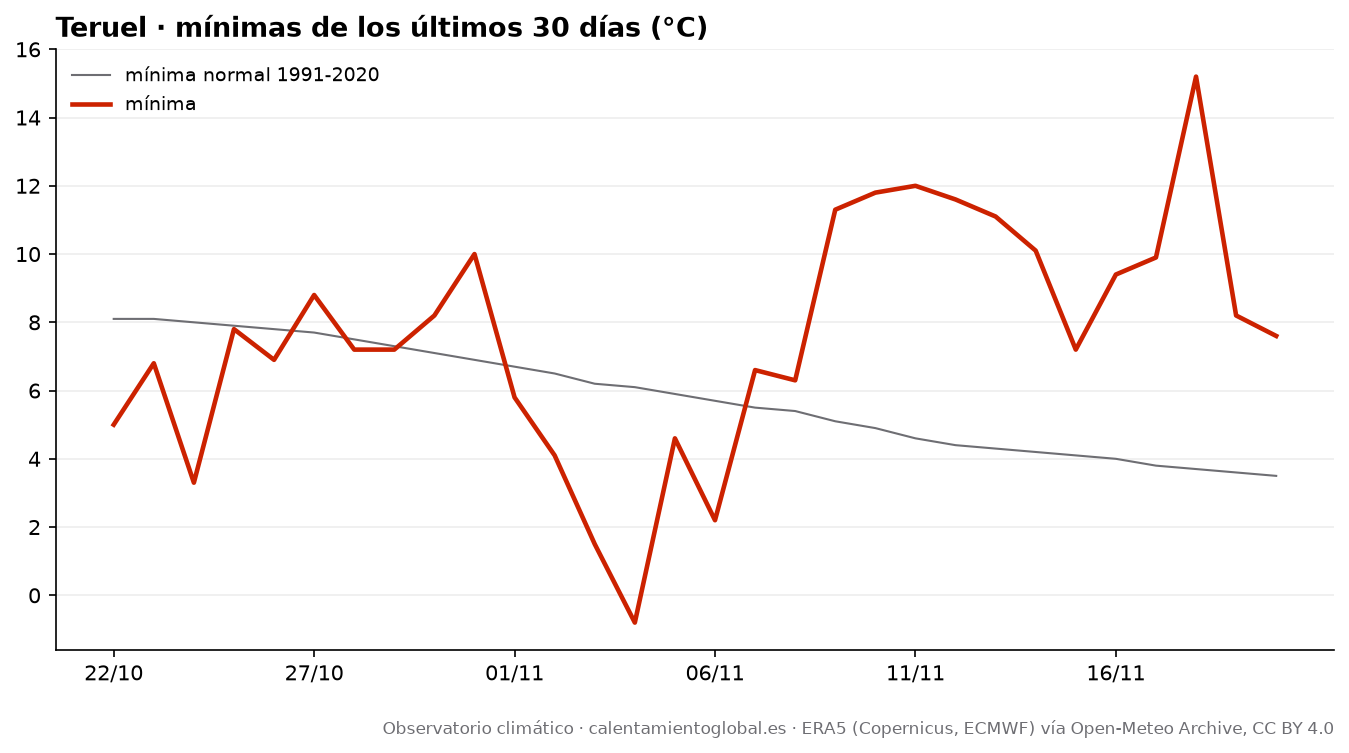 Teruel · mínimas de los últimos 30 días (°C)
16
mínima normal 1991-2020
mínima
14
12
10
8
6
4
2
0
22/10 27/10 01/11 06/11 11/11 16/11
Observatorio climático · calentamientoglobal.es · ERA5 (Copernicus, ECMWF) vía Open-Meteo Archive, CC BY 4.0